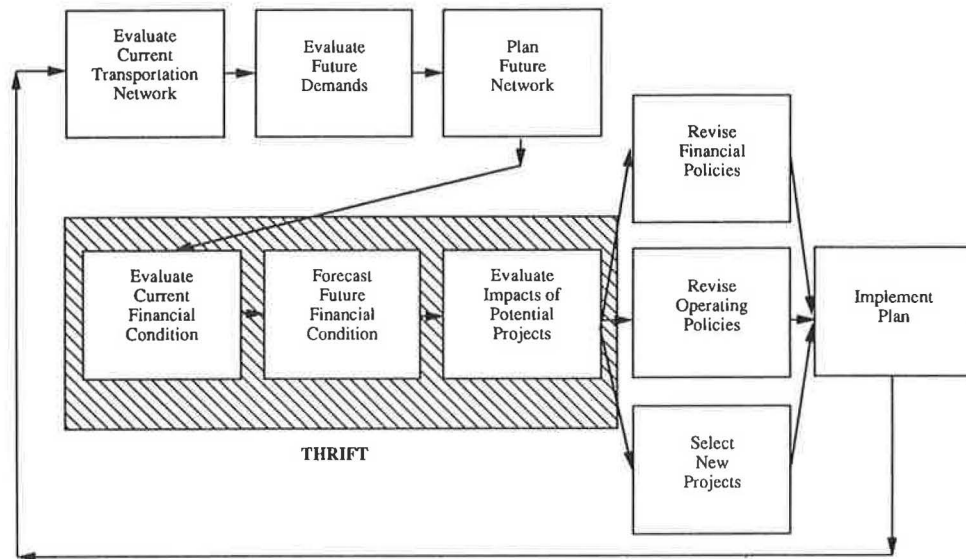 Evaluate
Current
Transportation
Network
Evaluate
Future
Demands
Plan
Future
Network
Revise
Financial
Policies
Evaluate
Current
Financial
Condition
Forecast
Future
Financial
Condition
Evaluate
Impacts of
Potential
Projects
Revise
Operating
Policies
Implement
Plan
THRIFT
Select
New
Projects